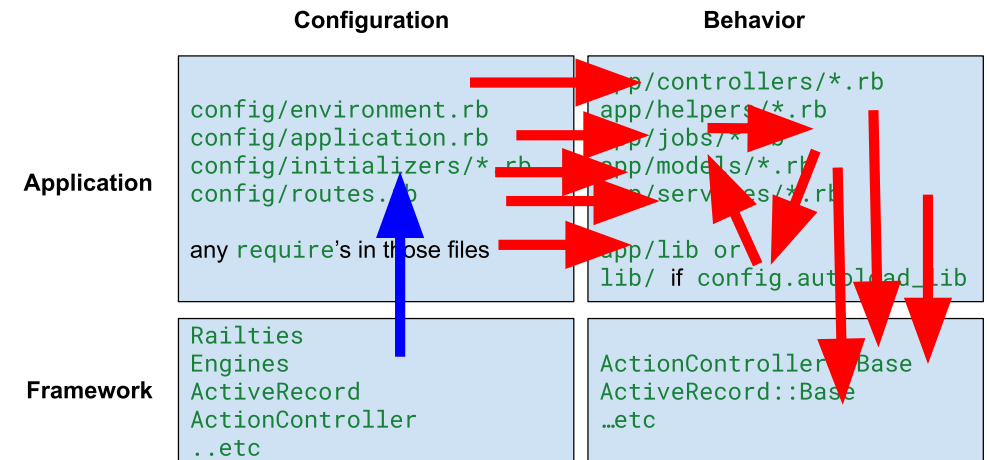 Configuration
Behavior
Application
config/environment.rb
config/application.rb
config/initializers/*.rb
config/routes.rb
any require's in those files
app/controllers/*.rb
app/helpers/*.rb
app/jobs/*.rb
app/models/*.rb
app/services/*.rb
app/lib or
lib/ if config.autoload_lib
Framework
Railties
Engines
ActiveRecord
ActionController
..etc
ActionController::Base
ActiveRecord::Base
…etc